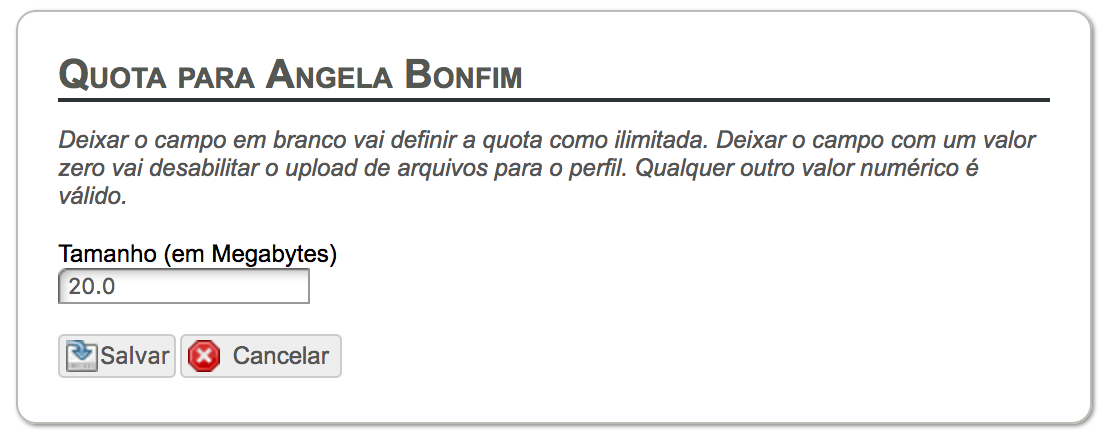 Quota para Angela Bonfim
Deixar o campo em branco vai definir a quota como ilimitada. Deixar o campo com um valor
zero vai desabilitar o upload de arquivos para o perfil. Qualquer outro valor numérico é
válido.
Tamanho (em Megabytes)
20.0
Salvar Cancelar